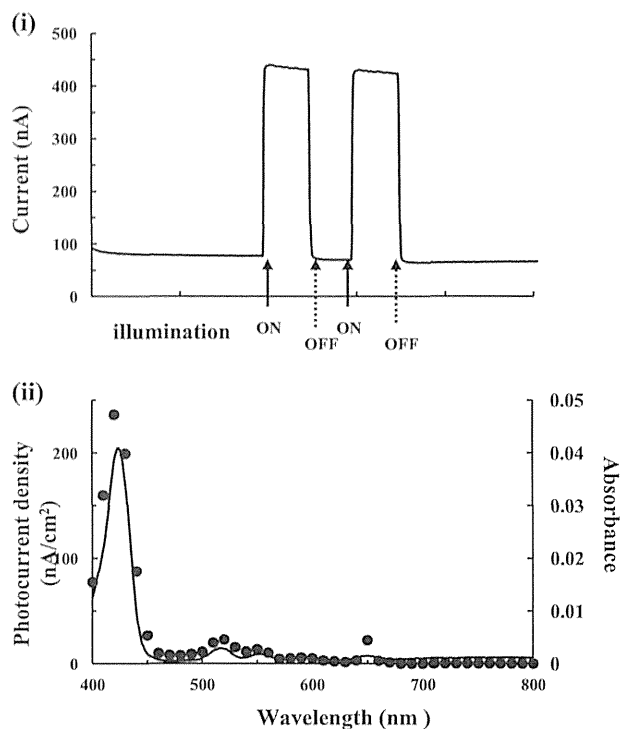 (i)
500
400
300
200
100
0
Current (nA)
illumination
ON
OFF
ON
OFF
(ii)
200
100
0
Photocurrent density
(nA/cm²)
0.05
0.04
0.03
0.02
0.01
0
Absorbance
400
500
600
700
800
Wavelength (nm )